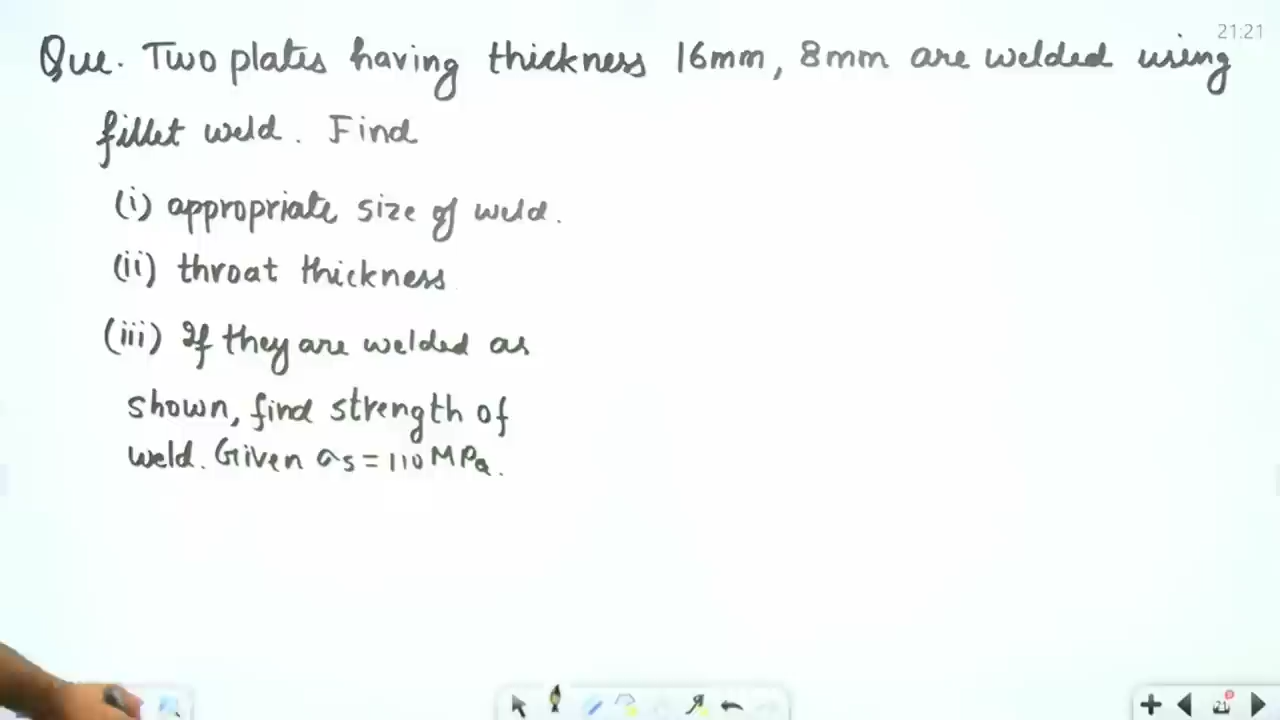 21:21
Que. Two plates having thickness 16mm, 8mm are welded using
fillet weld. Find
(i) appropriate size of weld.
(ii) throat thickness
(iii) If they are welded as
shown, find strength of
weld. Given σs = 110 MPa.
21